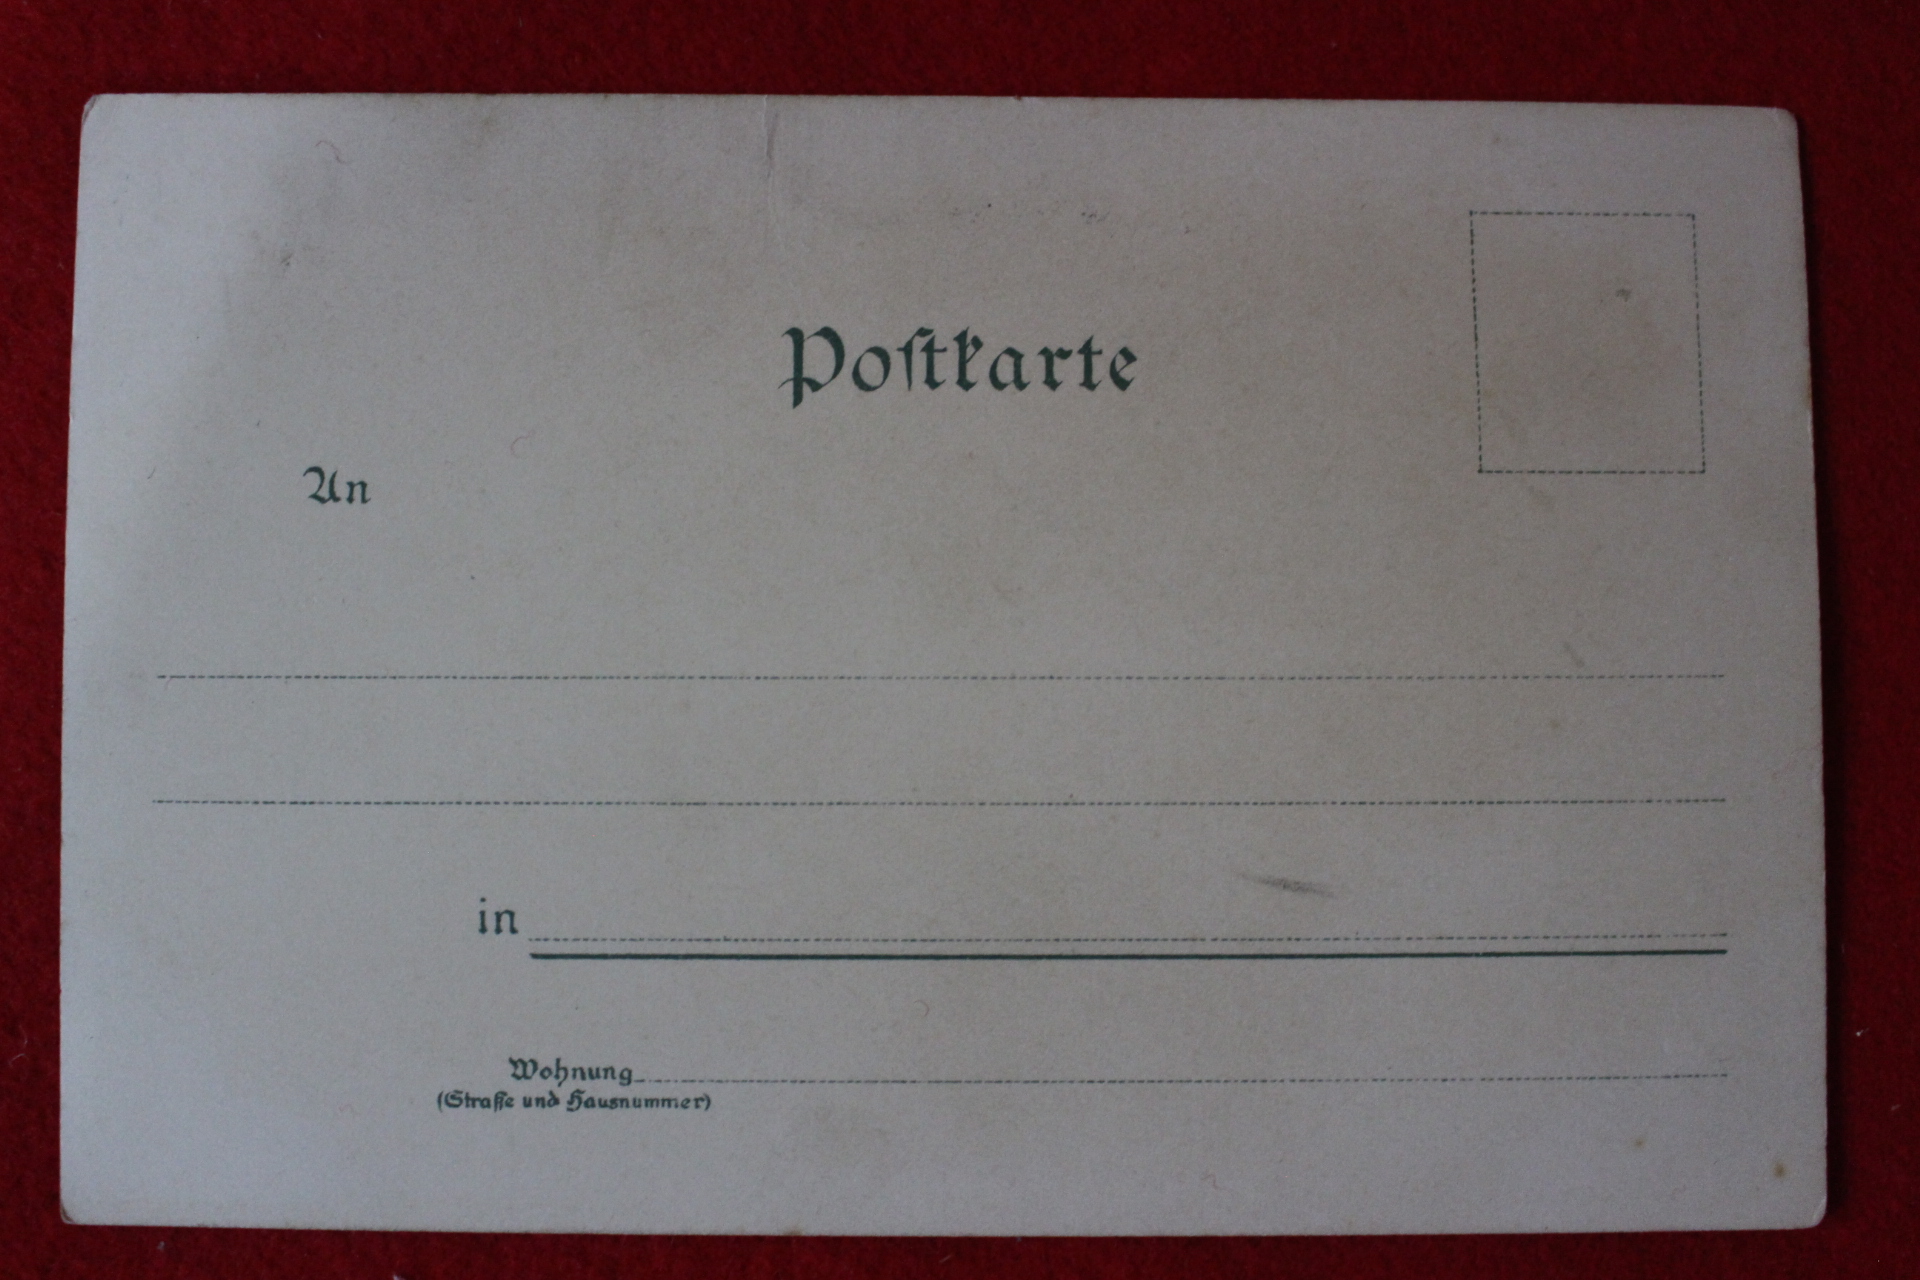 Poſtkarte
An
in
Wohnung
(Straße und Hausnummer)